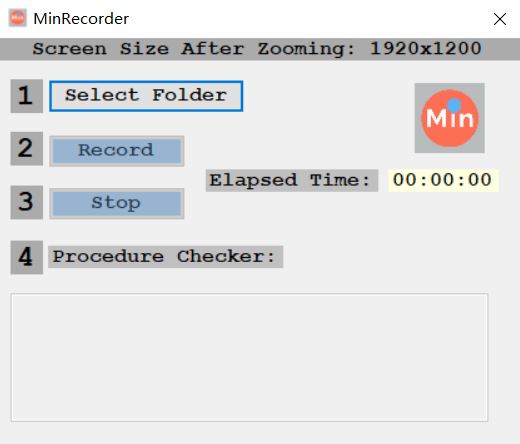 MinRecorder
Screen Size After Zooming: 1920x1200
1 Select Folder
Min
2 Record
Elapsed Time: 00:00:00
3 Stop
4 Procedure Checker: